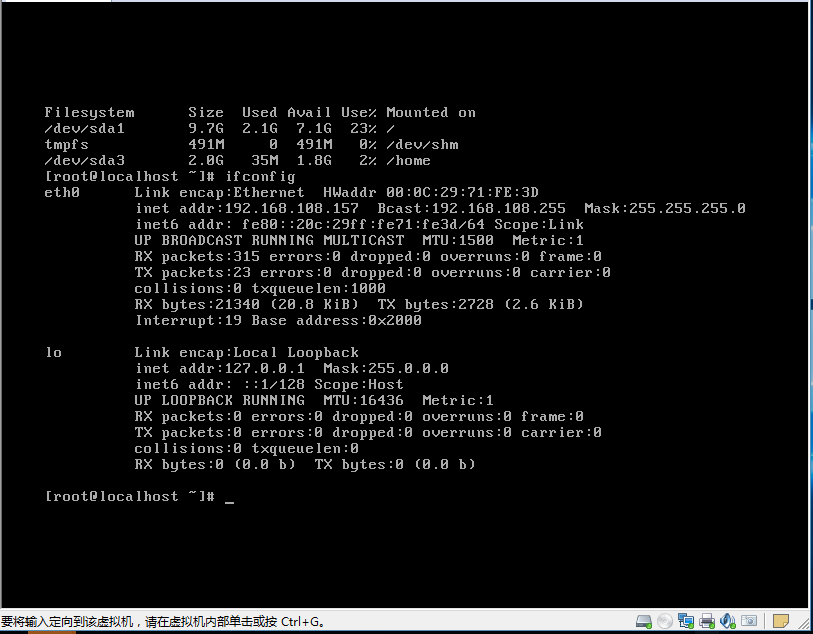 Filesystem      Size  Used Avail Use% Mounted on
/dev/sda1       9.7G  2.1G  7.1G  23% /
tmpfs           491M     0  491M   0% /dev/shm
/dev/sda3       2.0G   35M  1.8G   2% /home
[root@localhost ~]# ifconfig
eth0      Link encap:Ethernet  HWaddr 00:0C:29:71:FE:3D
          inet addr:192.168.108.157  Bcast:192.168.108.255  Mask:255.255.255.0
          inet6 addr: fe80::20c:29ff:fe71:fe3d/64 Scope:Link
          UP BROADCAST RUNNING MULTICAST  MTU:1500  Metric:1
          RX packets:315 errors:0 dropped:0 overruns:0 frame:0
          TX packets:23 errors:0 dropped:0 overruns:0 carrier:0
          collisions:0 txqueuelen:1000
          RX bytes:21340 (20.8 KiB)  TX bytes:2728 (2.6 KiB)
          Interrupt:19 Base address:0x2000
lo        Link encap:Local Loopback
          inet addr:127.0.0.1  Mask:255.0.0.0
          inet6 addr: ::1/128 Scope:Host
          UP LOOPBACK RUNNING  MTU:16436  Metric:1
          RX packets:0 errors:0 dropped:0 overruns:0 frame:0
          TX packets:0 errors:0 dropped:0 overruns:0 carrier:0
          collisions:0 txqueuelen:0
          RX bytes:0 (0.0 b)  TX bytes:0 (0.0 b)
[root@localhost ~]# _
要将输入定向到该虚拟机，请在虚拟机内部单击或按 Ctrl+G。